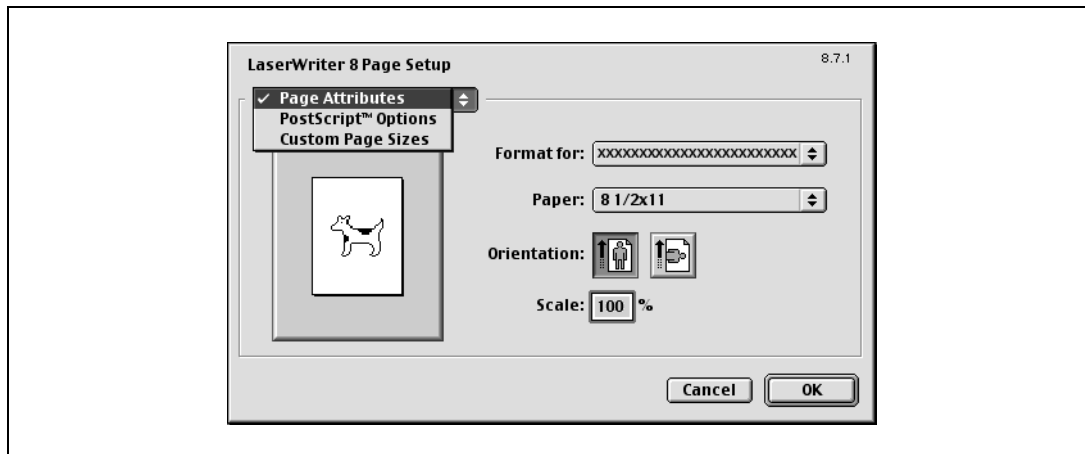 LaserWriter 8 Page Setup
8.7.1
✓ Page Attributes
PostScript™ Options
Custom Page Sizes
Format for: xxxxxxxxxxxxxxxxxxxxxxxx
Paper: 8 1/2x11
Orientation:
Scale: 100 %
Cancel
OK